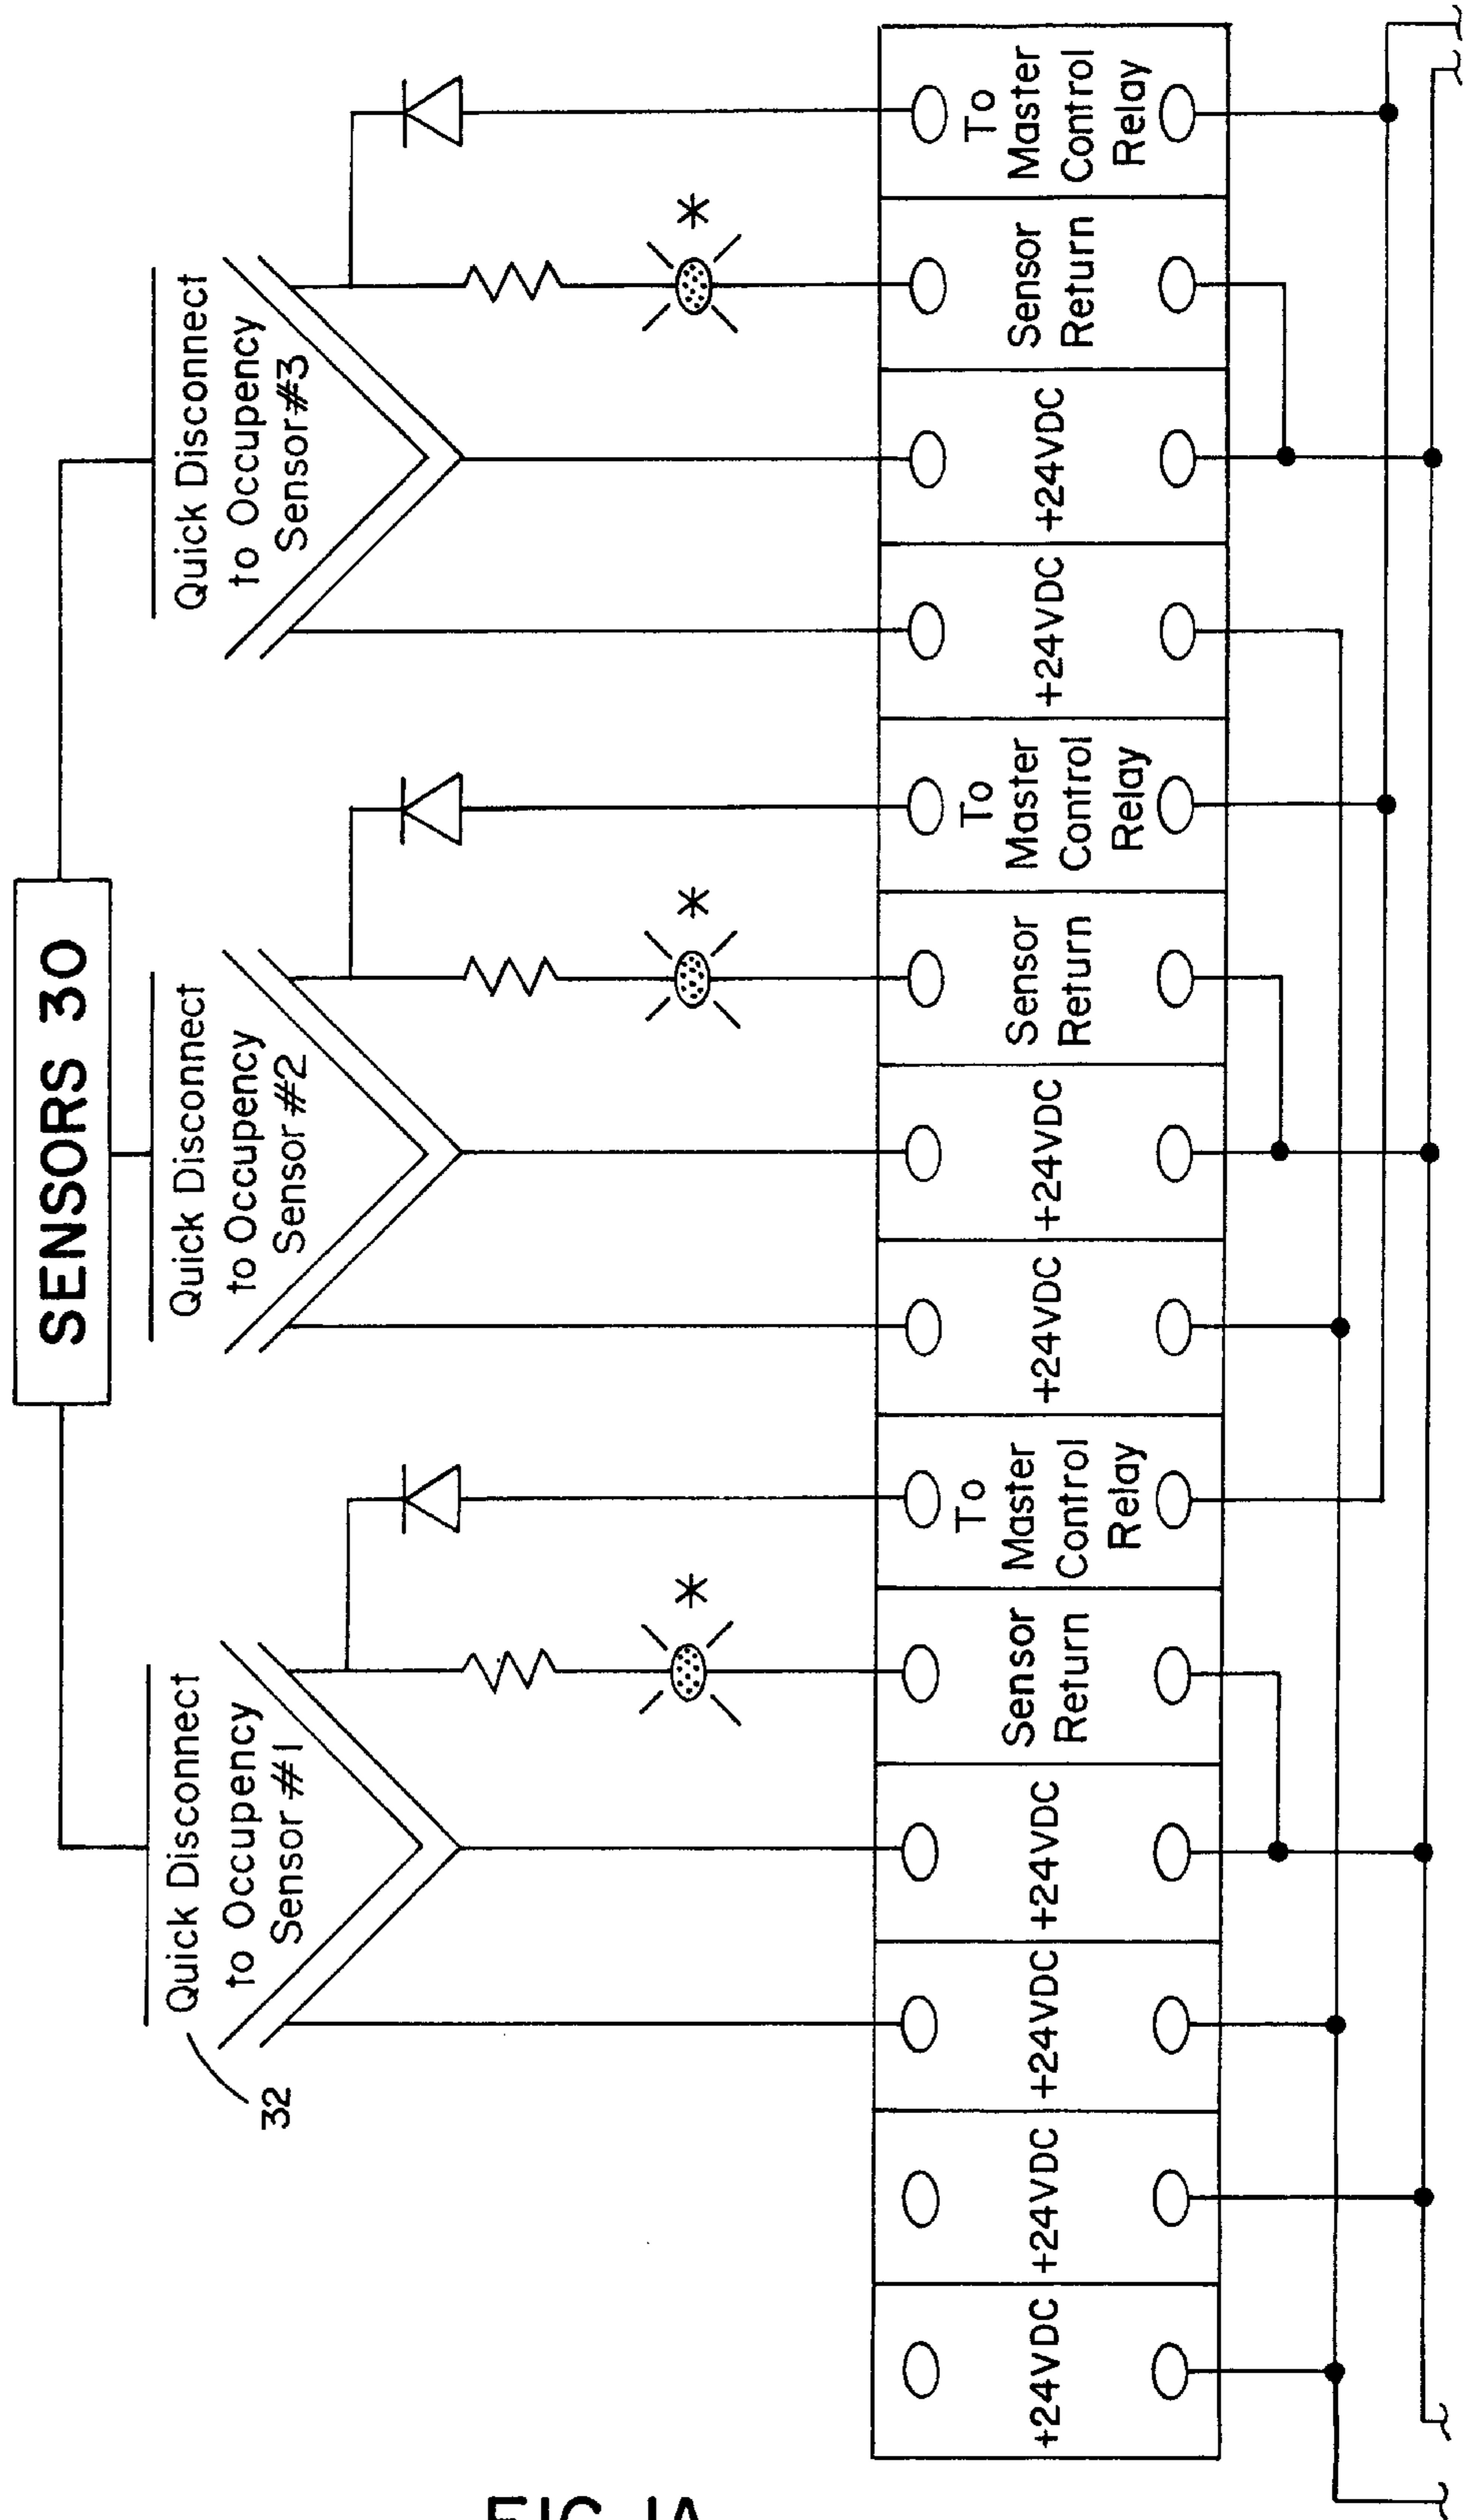 SENSORS 30
Quick Disconnect
to Occupency
Sensor #1
Quick Disconnect
to Occupency
Sensor #2
Quick Disconnect
to Occupency
Sensor #3
32
*
*
*
+24VDC
+24VDC
+24VDC
+24VDC
Sensor
Return
To
Master
Control
Relay
+24VDC
+24VDC
Sensor
Return
To
Master
Control
Relay
+24VDC
+24VDC
Sensor
Return
To
Master
Control
Relay